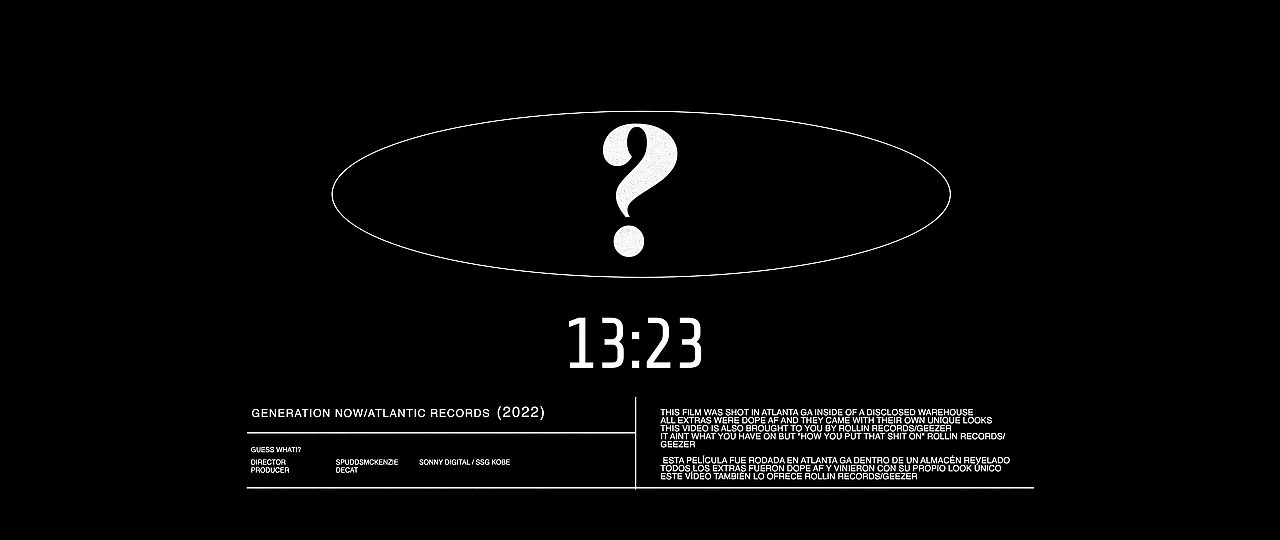 ?
13:23
GENERATION NOW/ATLANTIC RECORDS (2022)
GUESS WHAT!?
DIRECTOR SPUDDSMCKENZIE SONNY DIGITAL / SSG KOBE
PRODUCER DECAT
THIS FILM WAS SHOT IN ATLANTA GA INSIDE OF A DISCLOSED WAREHOUSE
ALL EXTRAS WERE DOPE AF AND THEY CAME WITH THEIR OWN UNIQUE LOOKS
THIS VIDEO IS ALSO BROUGHT TO YOU BY ROLLIN RECORDS/GEEZER
IT AINT WHAT YOU HAVE ON BUT "HOW YOU PUT THAT SHIT ON" ROLLIN RECORDS/
GEEZER
ESTA PELÍCULA FUE RODADA EN ATLANTA GA DENTRO DE UN ALMACÉN REVELADO
TODOS LOS EXTRAS FUERON DOPE AF Y VINIERON CON SU PROPIO LOOK ÚNICO
ESTE VÍDEO TAMBIÉN LO OFRECE ROLLIN RECORDS/GEEZER